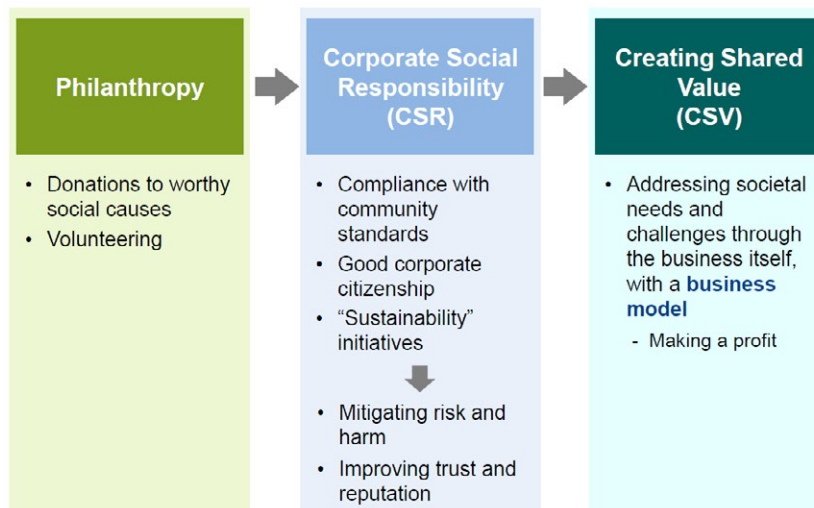 Philanthropy
• Donations to worthy
social causes
• Volunteering
Corporate Social
Responsibility
(CSR)
• Compliance with
community
standards
• Good corporate
citizenship
• “Sustainability”
initiatives
• Mitigating risk and
harm
• Improving trust and
reputation
Creating Shared
Value
(CSV)
• Addressing societal
needs and
challenges through
the business itself,
with a business
model
- Making a profit